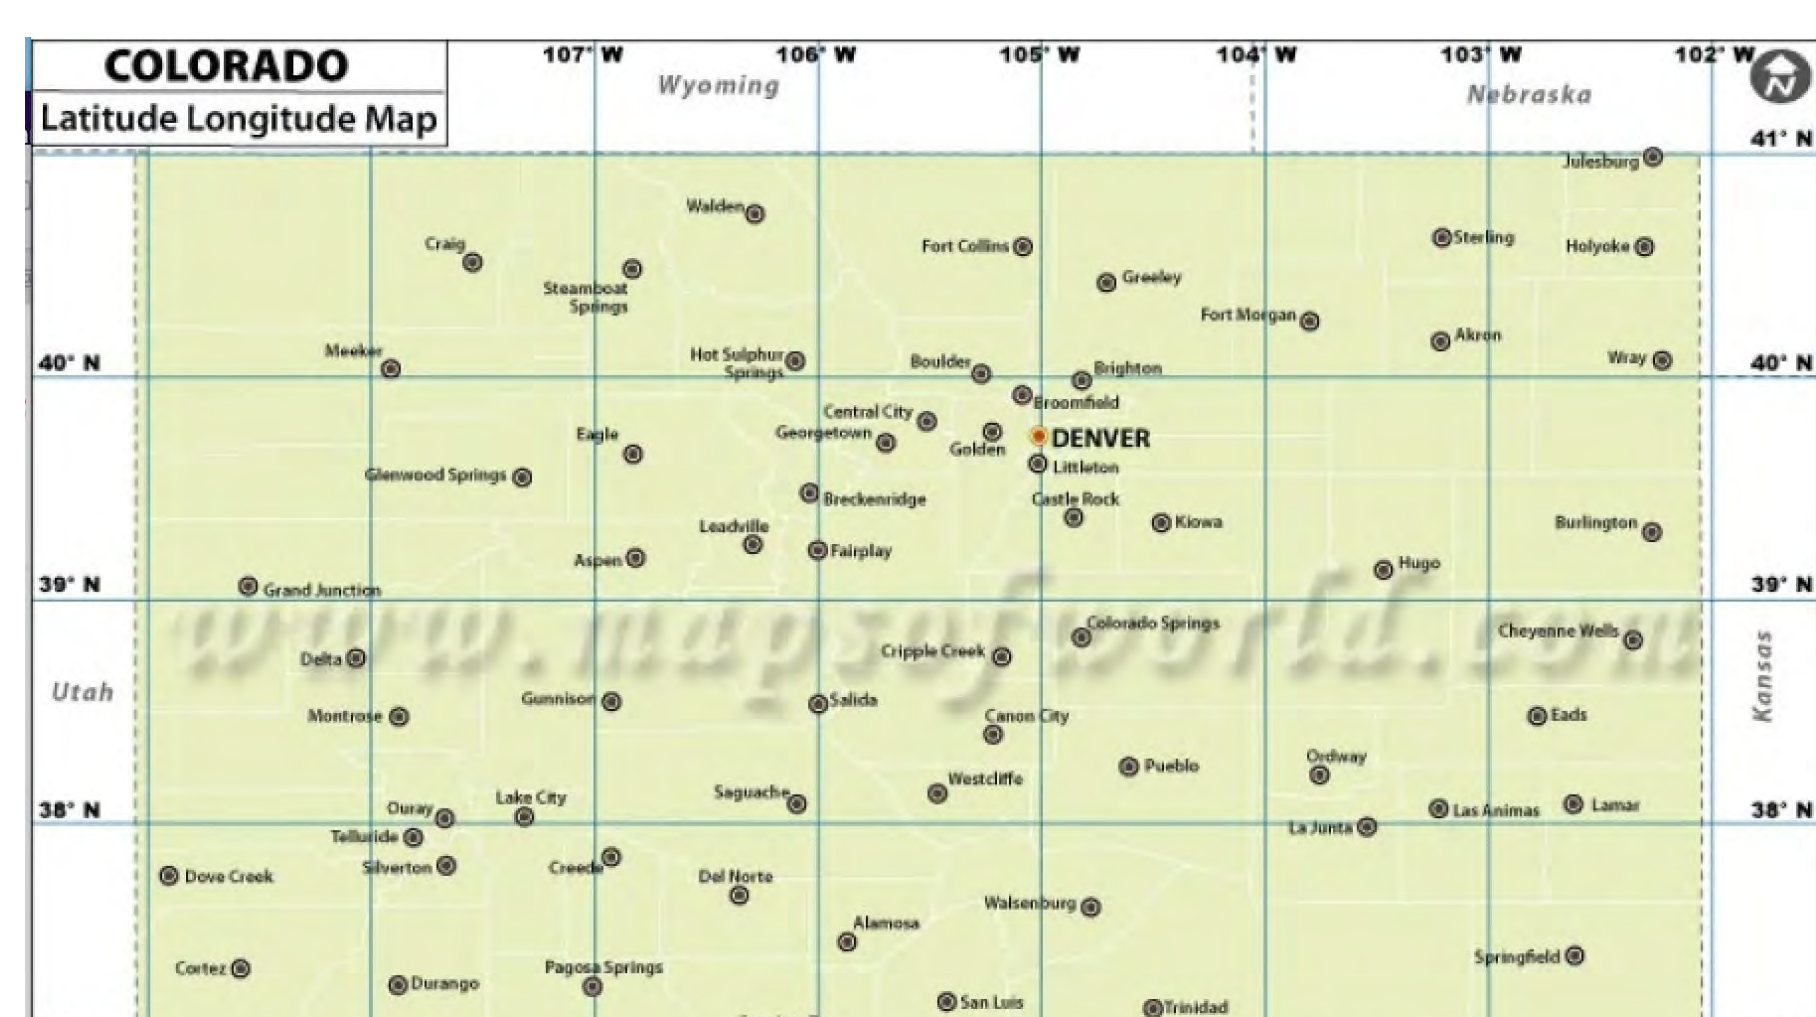 COLORADO
Latitude Longitude Map
107° W
106° W
105° W
104° W
103° W
102° W
N
Wyoming
Nebraska
41° N
Julesburg
Walden
Craig
Fort Collins
Sterling
Holyoke
Steamboat
Springs
Greeley
Fort Morgan
Akron
Meeker
Hot Sulphur
Springs
Boulder
Brighton
Wray
40° N
40° N
Broomfield
Central City
Georgetown
Eagle
Golden
DENVER
Glenwood Springs
Littleton
Breckenridge
Castle Rock
Kiowa
Burlington
Leadville
Aspen
Fairplay
Hugo
39° N
39° N
Grand Junction
www.mapsofworld.com
Colorado Springs
Cheyenne Wells
Cripple Creek
Delta
Utah
Kansas
Gunnison
Salida
Montrose
Canon City
Eads
Pueblo
Ordway
Westcliffe
Saguache
Lake City
Ouray
38° N
38° N
Las Animas
Lamar
La Junta
Telluride
Silverton
Creede
Dove Creek
Del Norte
Walsenburg
Alamosa
Springfield
Cortez
Pagosa Springs
Durango
San Luis
Trinidad